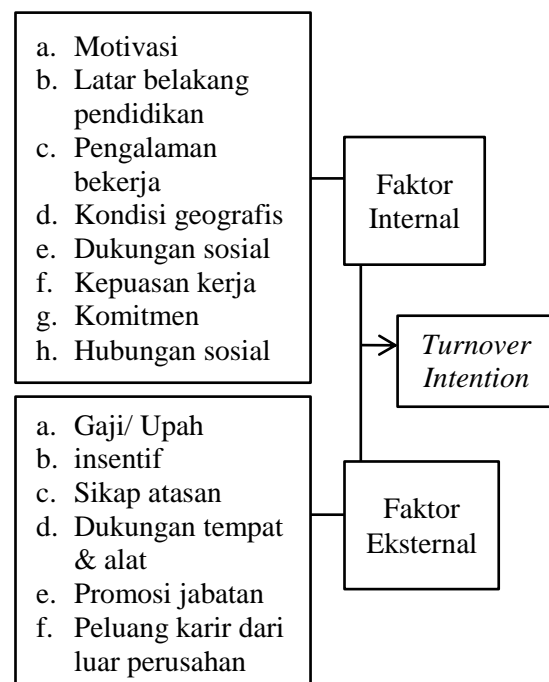 a. Motivasi
b. Latar belakang
pendidikan
c. Pengalaman
bekerja
d. Kondisi geografis
e. Dukungan sosial
f. Kepuasan kerja
g. Komitmen
h. Hubungan sosial
Faktor
Internal
Turnover
Intention
a. Gaji/ Upah
b. insentif
c. Sikap atasan
d. Dukungan tempat
& alat
e. Promosi jabatan
f. Peluang karir dari
luar perusahan
Faktor
Eksternal